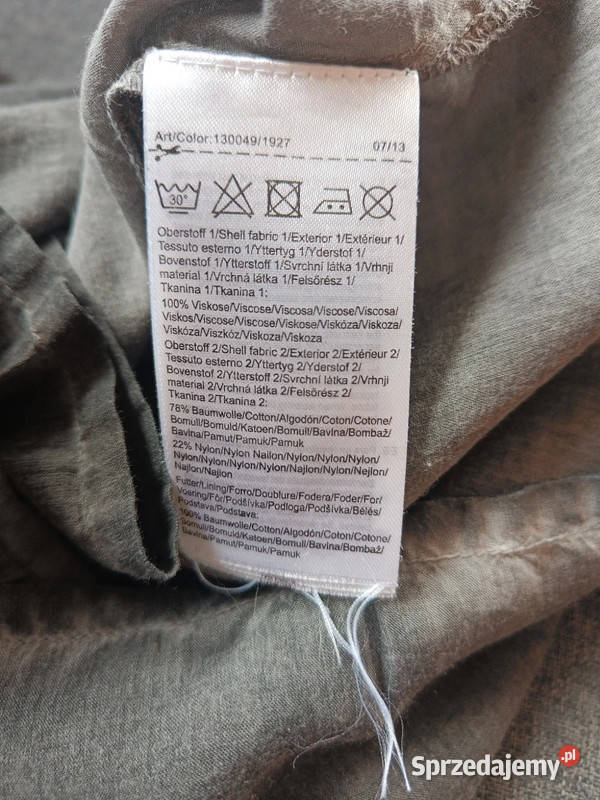 Art/Color:130049/1927 07/13
30°
Oberstoff 1/Shell fabric 1/Exterior 1/Extérieur 1/
Tessuto esterno 1/Yttertyg 1/Yderstof 1/
Bovenstof 1/Ytterstoff 1/Svrchní látka 1/Vrhnji
material 1/Vrchná látka 1/Felsőrész 1/
Tkanina 1/Tkanina 1:
100% Viskose/Viscose/Viscosa/Viscose/Viscosa/
Viskos/Viscose/Viscose/Viskose/Viskóza/Viskoza/
Viskóza/Viszkóz/Viskoza/Viskoza
Oberstoff 2/Shell fabric 2/Exterior 2/Extérieur 2/
Tessuto esterno 2/Yttertyg 2/Yderstof 2/
Bovenstof 2/Ytterstoff 2/Svrchní látka 2/Vrhnji
material 2/Vrchná látka 2/Felsőrész 2/
Tkanina 2/Tkanina 2:
78% Baumwolle/Cotton/Algodón/Coton/Cotone/
Bomull/Bomuld/Katoen/Bomull/Bavlna/Bombaž/
Bavlna/Pamut/Pamuk/Pamuk
22% Nylon/Nylon Nailon/Nylon/Nylon/Nylon/
Nylon/Nylon/Nylon/Nylon/Najlon/Nylon/Nejlon/
Najlon/Najlon
Futter/Lining/Forro/Doublure/Fodera/Foder/For/
Voering/Fôr/Podšívka/Podloga/Podšívka/Bélés/
Podstava/Postava:
100% Baumwolle/Cotton/Algodón/Coton/Cotone/
Bomull/Bomuld/Katoen/Bomull/Bavlna/Bombaž/
Bavlna/Pamut/Pamuk/Pamuk
Sprzedajemy.pl